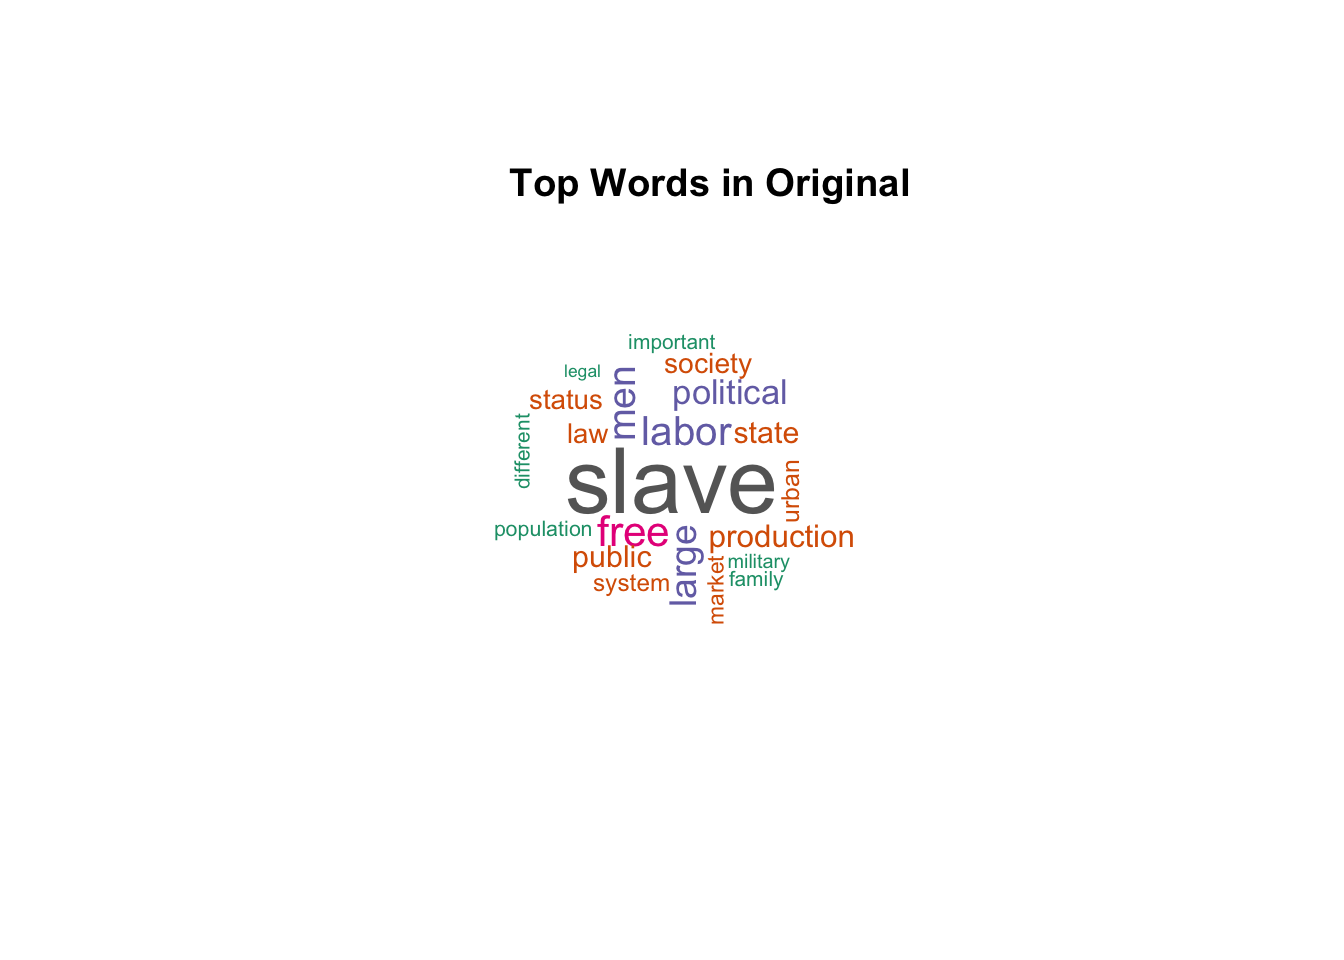 Top Words in Original
important
society
legal
men
political
status
different
law
labor
state
slave
urban
population
free
large
production
public
market
military
system
family